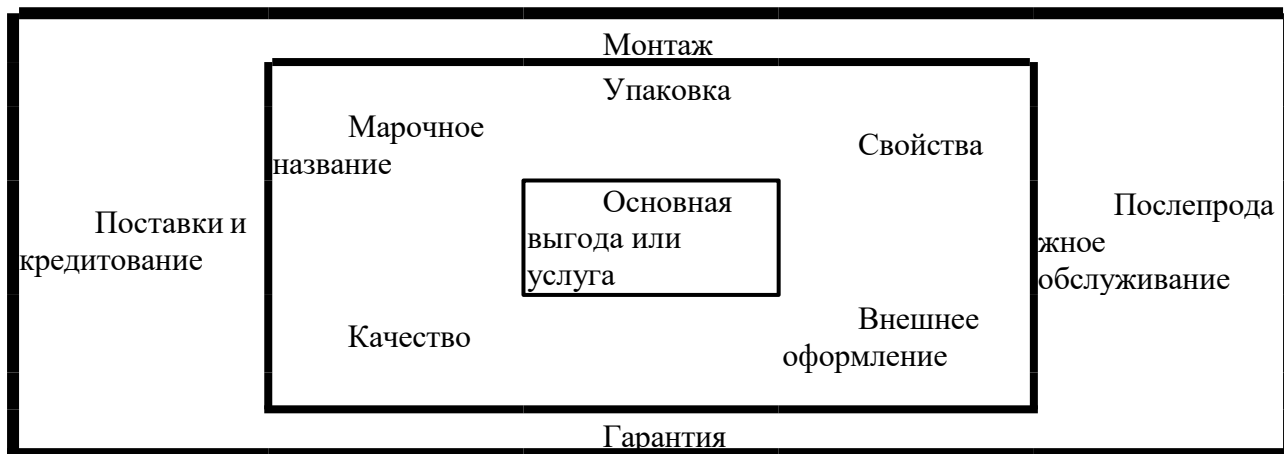 Монтаж
Упаковка
Марочное
название
Свойства
Поставки и
кредитование
Основная
выгода или
услуга
Послепрода
жное
обслуживание
Качество
Внешнее
оформление
Гарантия